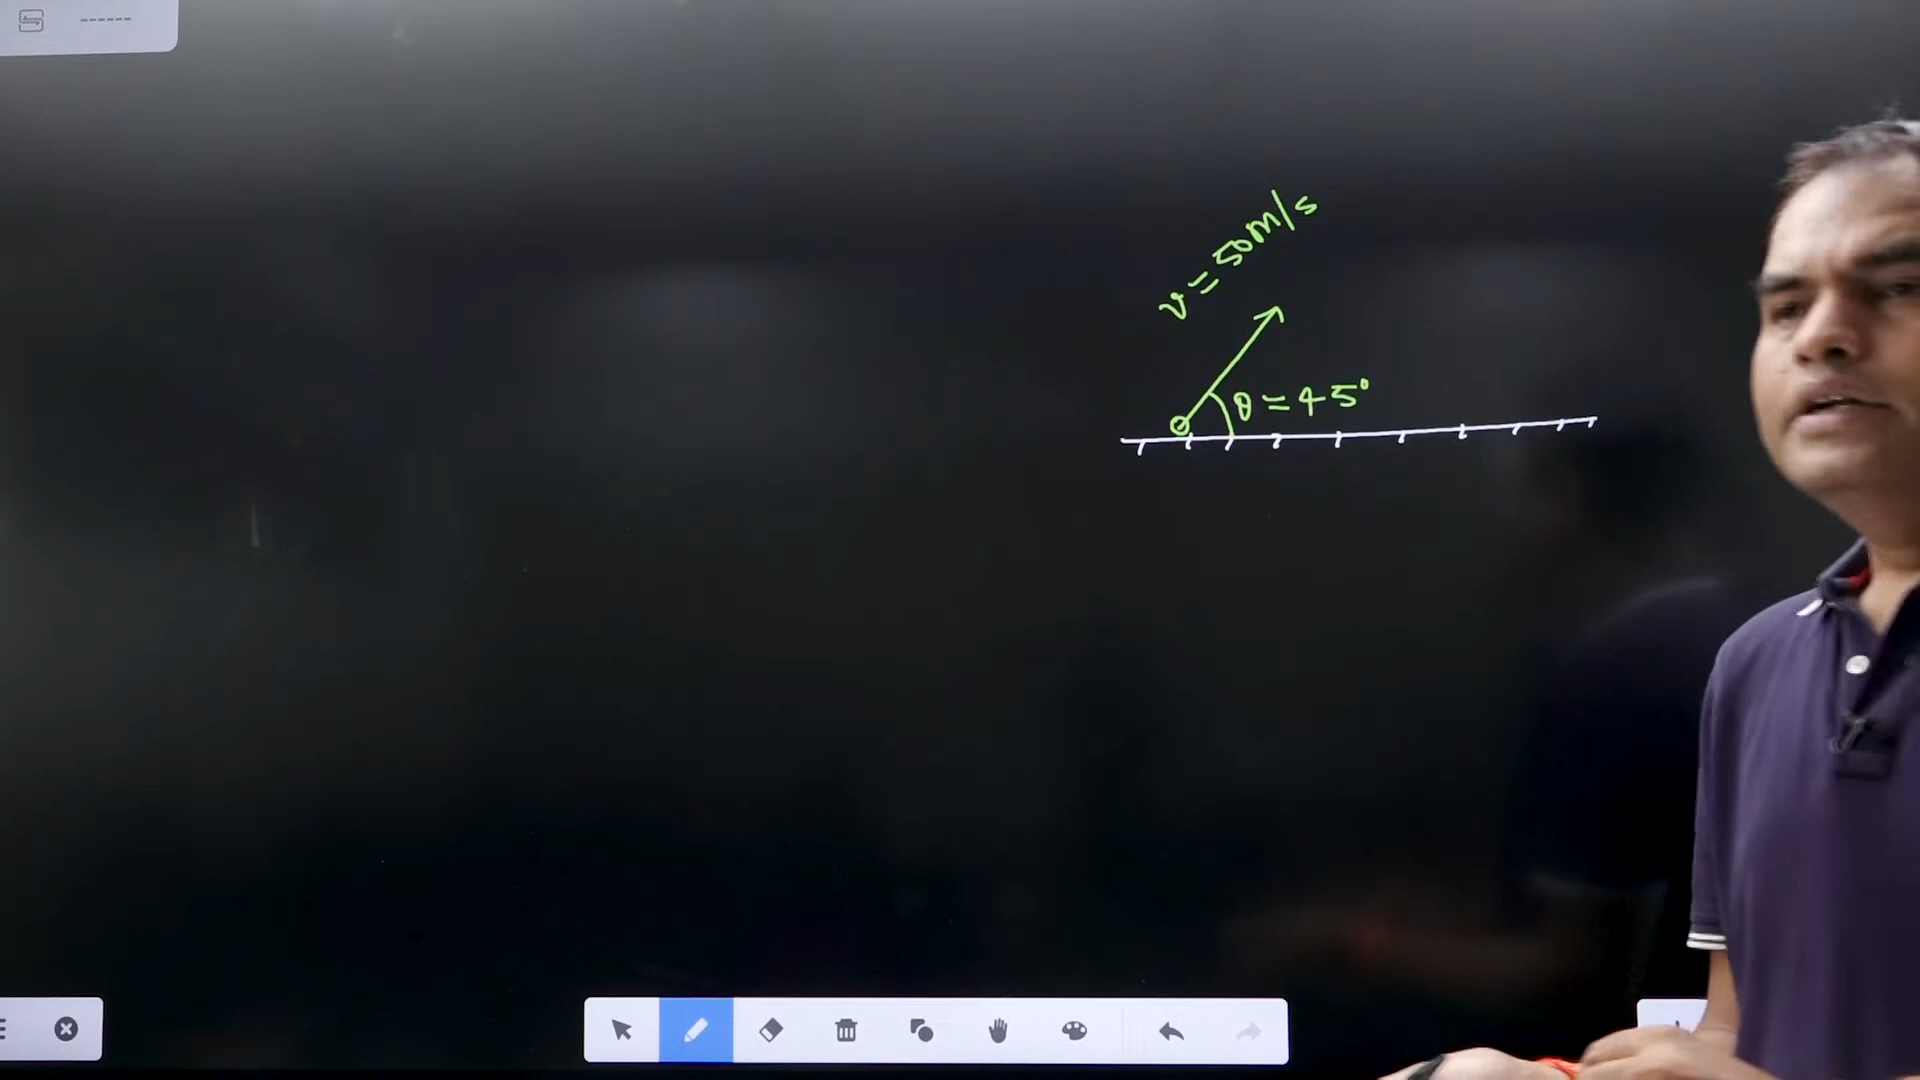 v = 50m/s
θ = 45°